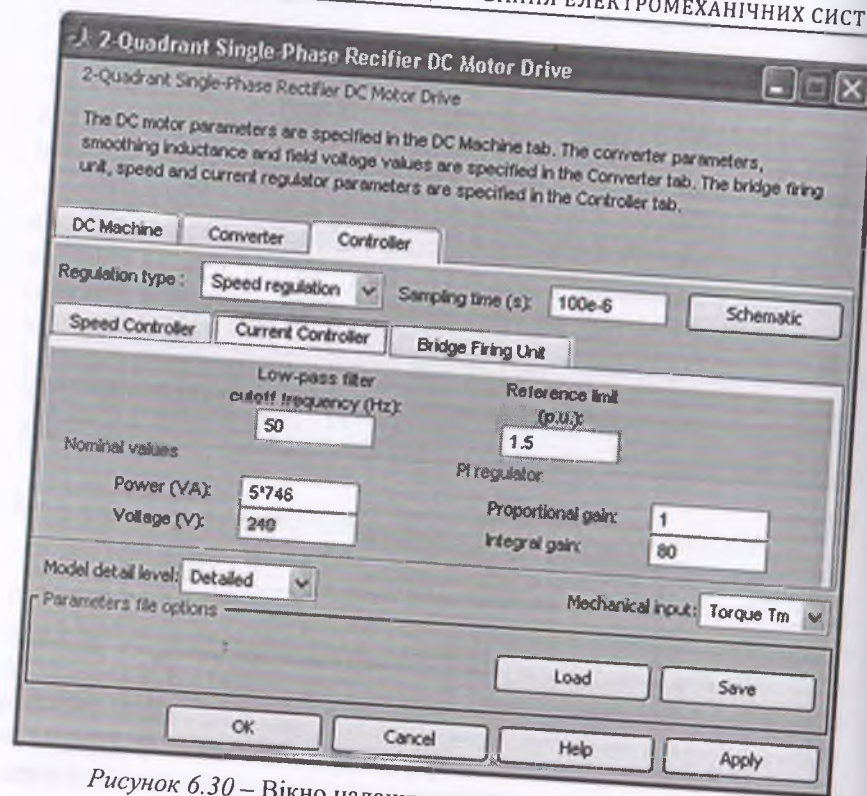 ЕЛЕКТРОМЕХАНІЧНИХ СИСТ
2-Quadrant Single-Phase Recifier DC Motor Drive
2-Quadrant Single-Phase Rectifier DC Motor Drive
The DC motor parameters are specified in the DC Machine tab. The converter parameters,
smoothing inductance and field voltage values are specified in the Converter tab. The bridge firing
unit, speed and current regulator parameters are specified in the Controller tab.
DC Machine Converter Controller
Regulation type : Speed regulation Sampling time (s): 100e-6 Schematic
Speed Controller Current Controller Bridge Firing Unit
Low-pass filter
cutoff frequency (Hz):
50
Reference limit
(p.u.):
1.5
Nominal values
Power (VA): 5*746
Voltage (V): 240
PI regulator
Proportional gain: 1
Integral gain: 80
Model detail level: Detailed
Mechanical input: Torque Tm
Parameters file options
Load Save
OK Cancel Help Apply
Рисунок 6.30 – Вікно